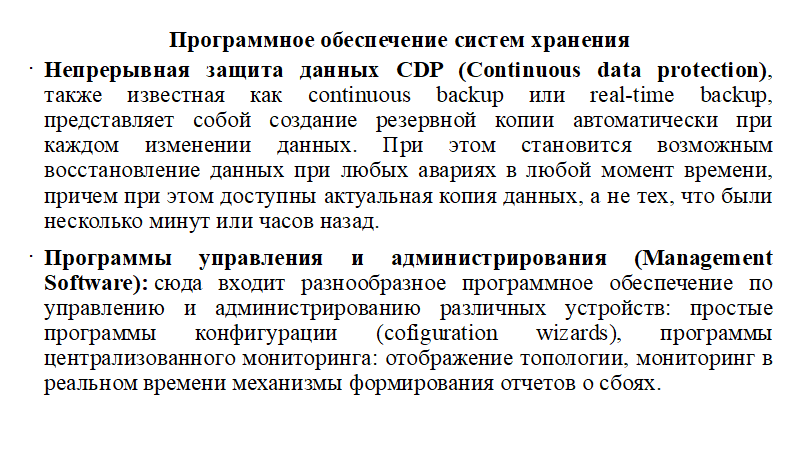 Программное обеспечение систем хранения
· Непрерывная защита данных CDP (Continuous data protection),
также известная как continuous backup или real-time backup,
представляет собой создание резервной копии автоматически при
каждом изменении данных. При этом становится возможным
восстановление данных при любых авариях в любой момент времени,
причем при этом доступны актуальная копия данных, а не тех, что были
несколько минут или часов назад.
· Программы управления и администрирования (Management
Software): сюда входит разнообразное программное обеспечение по
управлению и администрированию различных устройств: простые
программы конфигурации (cofiguration wizards), программы
централизованного мониторинга: отображение топологии, мониторинг в
реальном времени механизмы формирования отчетов о сбоях.